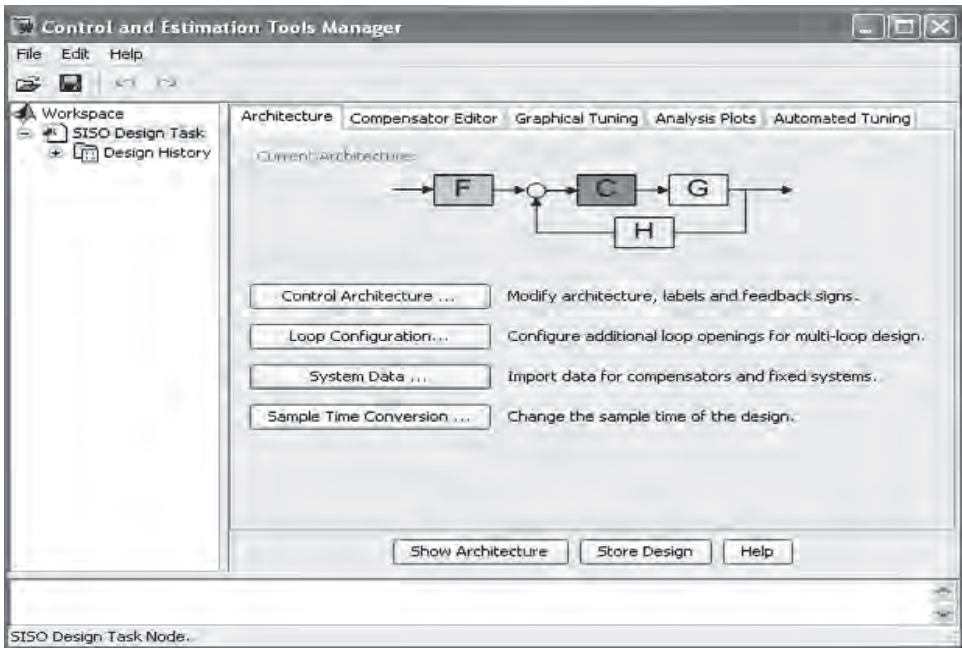 Control and Estimation Tools Manager
File Edit Help
Workspace
SISO Design Task
Design History
Architecture Compensator Editor Graphical Tuning Analysis Plots Automated Tuning
Current Architecture:
F C G
H
Control Architecture ... Modify architecture, labels and feedback signs.
Loop Configuration... Configure additional loop openings for multi-loop design.
System Data ... Import data for compensators and fixed systems.
Sample Time Conversion ... Change the sample time of the design.
Show Architecture Store Design Help
SISO Design Task Node.